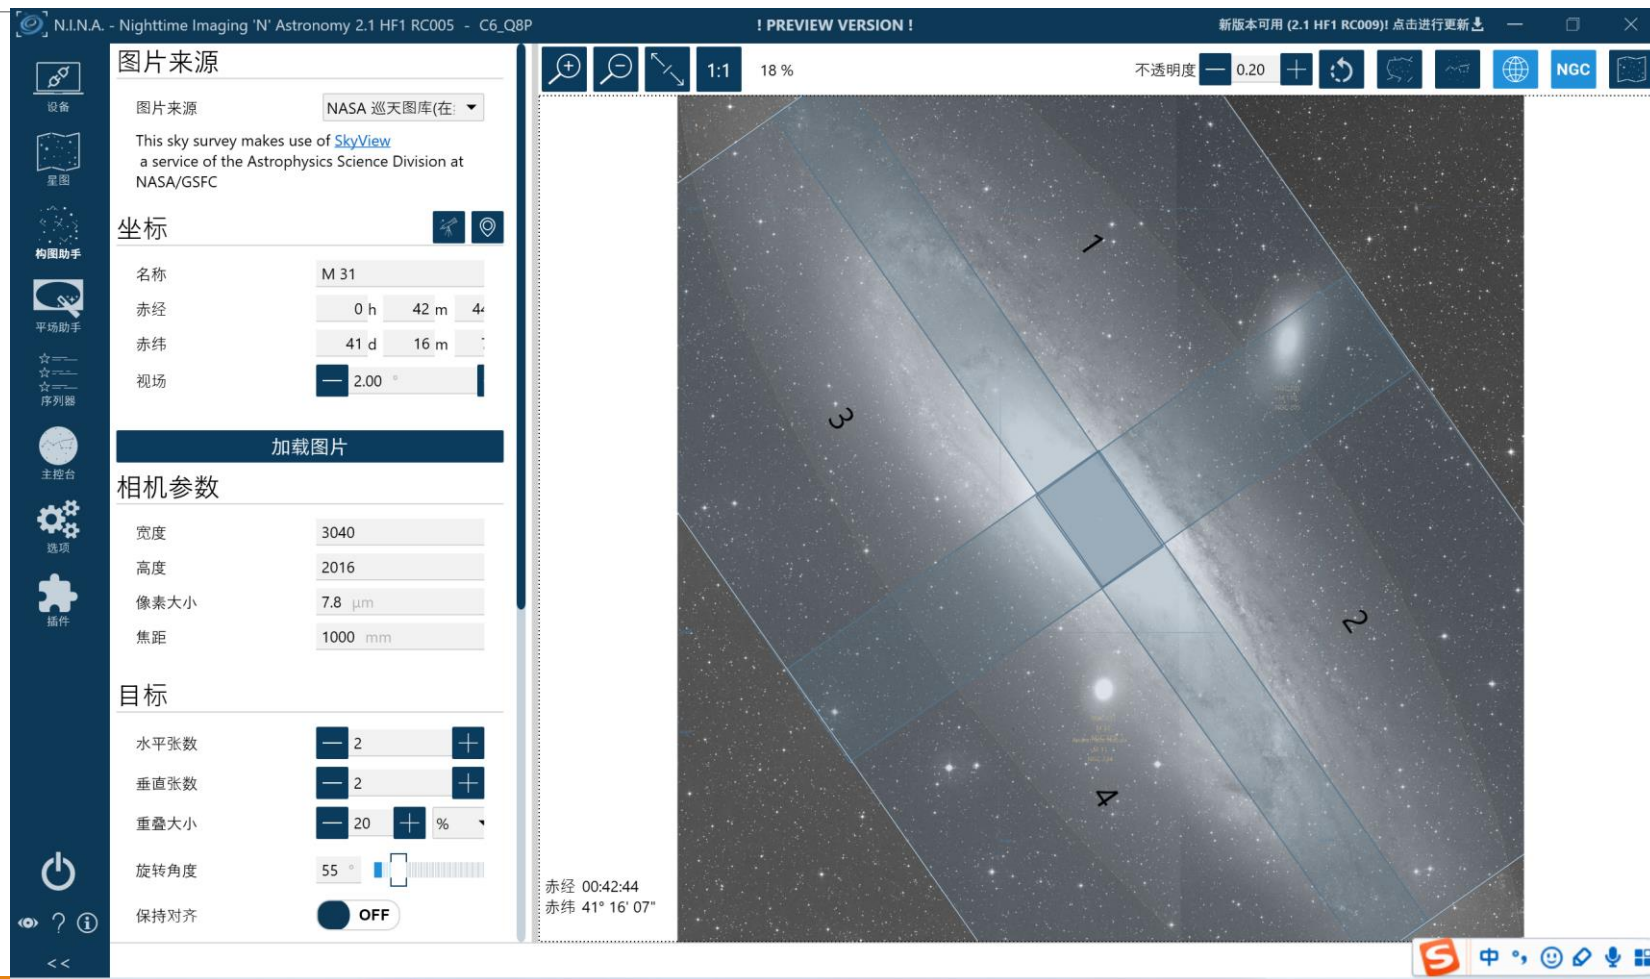 N.I.N.A. - Nighttime Imaging 'N' Astronomy 2.1 HF1 RC005 - C6_Q8P
! PREVIEW VERSION !
新版本可用 (2.1 HF1 RC009)! 点击进行更新
设备
星图
构图助手
平场助手
序列器
主控台
选项
插件
<<
图片来源
图片来源 NASA 巡天图库(在
This sky survey makes use of SkyView
a service of the Astrophysics Science Division at
NASA/GSFC
坐标
名称 M 31
赤经 0 h 42 m 44
赤纬 41 d 16 m
视场 2.00 °
加载图片
相机参数
宽度 3040
高度 2016
像素大小 7.8 μm
焦距 1000 mm
目标
水平张数 2
垂直张数 2
重叠大小 20 %
旋转角度 55 °
保持对齐 OFF
1:1 18 %
不透明度 0.20
NGC
1
3
2
4
赤经 00:42:44
赤纬 41° 16' 07"
S 中